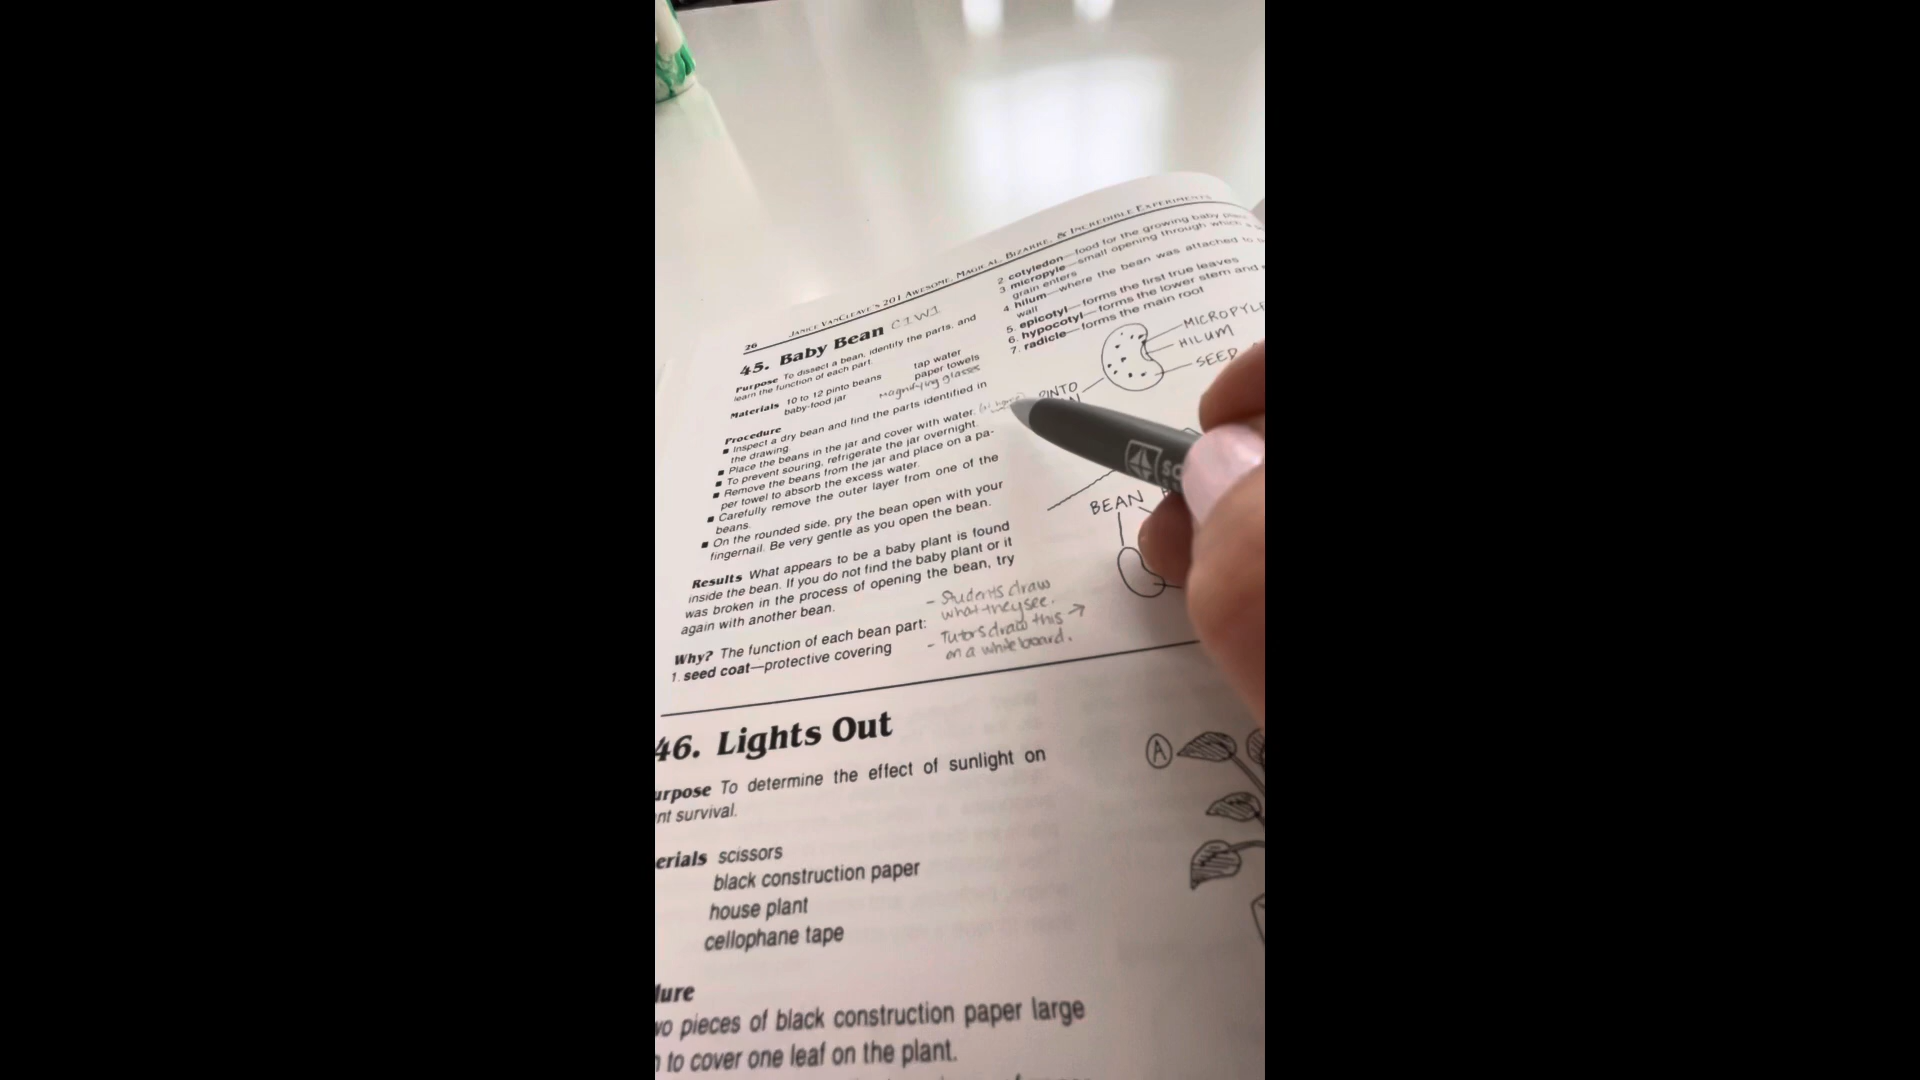 26
JANICE VANCLEAVE'S 201 AWESOME, MAGICAL, BIZARRE, & INCREDIBLE EXPERIMENTS
45. Baby Bean C1W1
Purpose To dissect a bean, identify the parts, and
learn the function of each part.
Materials 10 to 12 pinto beans
baby-food jar
tap water
paper towels
magnifying glasses
Procedure
■ Inspect a dry bean and find the parts identified in
the drawing.
■ Place the beans in the jar and cover with water.
■ To prevent souring, refrigerate the jar overnight.
■ Remove the beans from the jar and place on a pa-
per towel to absorb the excess water.
■ Carefully remove the outer layer from one of the
beans.
■ On the rounded side, pry the bean open with your
fingernail. Be very gentle as you open the bean.
Results What appears to be a baby plant is found
inside the bean. If you do not find the baby plant or it
was broken in the process of opening the bean, try
again with another bean.
Why? The function of each bean part:
1. seed coat—protective covering
- Students draw
what they see.
- Tutors draw this →
on a whiteboard.
2. cotyledon—food for the growing baby
3. micropyle—small opening through which a
grain enters
4. hilum—where the bean was attached to
wall
5. epicotyl—forms the first true leaves
6. hypocotyl—forms the lower stem and
7. radicle—forms the main root
MICROPYLE
HILUM
SEED
PINTO
BEAN
46. Lights Out
urpose To determine the effect of sunlight on
nt survival.
erials scissors
black construction paper
house plant
cellophane tape
A
dure
wo pieces of black construction paper large
to cover one leaf on the plant.